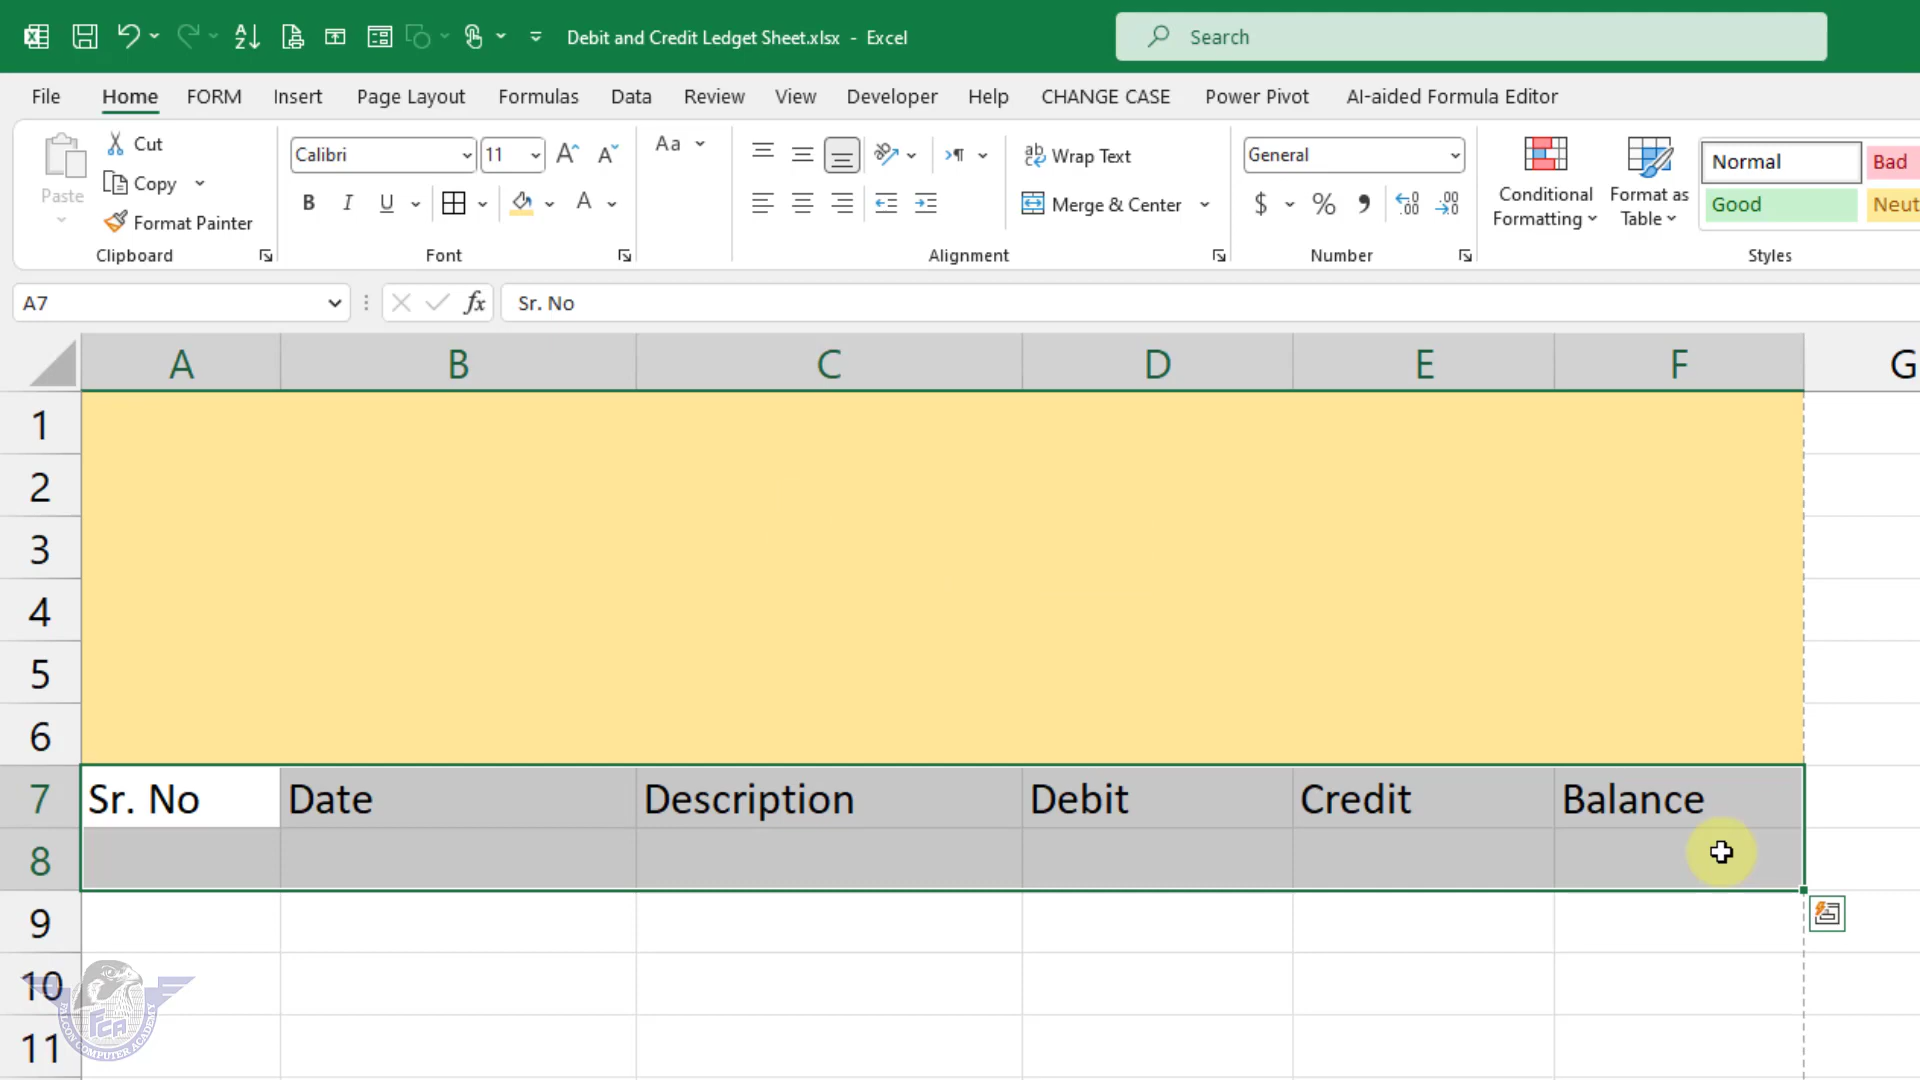 Debit and Credit Ledget Sheet.xlsx - Excel
Search
File Home FORM Insert Page Layout Formulas Data Review View Developer Help CHANGE CASE Power Pivot AI-aided Formula Editor
Paste
Cut
Copy
Format Painter
Clipboard
Calibri 11
B I U
Font
Aa
Wrap Text
Merge & Center
Alignment
General
$ %
Number
Conditional Formatting
Format as Table
Normal Bad
Good Neut
Styles
A7 fx Sr. No
A B C D E F G
1
2
3
4
5
6
7 Sr. No Date Description Debit Credit Balance
8
9
10
11
FCA
FALCON COMPUTER ACADEMY